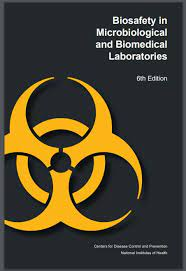 Biosafety in
Microbiological
and Biomedical
Laboratories
6th Edition
Centers for Disease Control and Prevention
National Institutes of Health